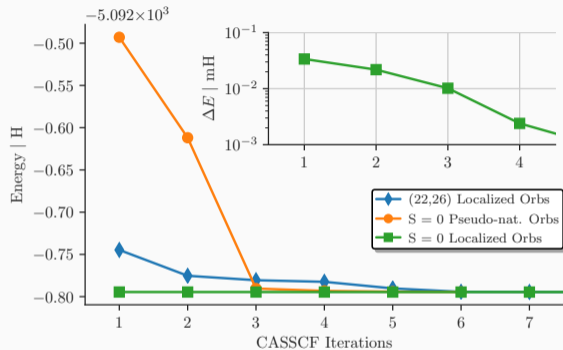 −5.092×10³
−0.50
−0.55
−0.60
−0.65
−0.70
−0.75
−0.80
Energy | H
1 2 3 4 5 6 7
CASSCF Iterations
10⁻¹
10⁻²
10⁻³
ΔE | mH
1 2 3 4
(22,26) Localized Orbs
S = 0 Pseudo-nat. Orbs
S = 0 Localized Orbs